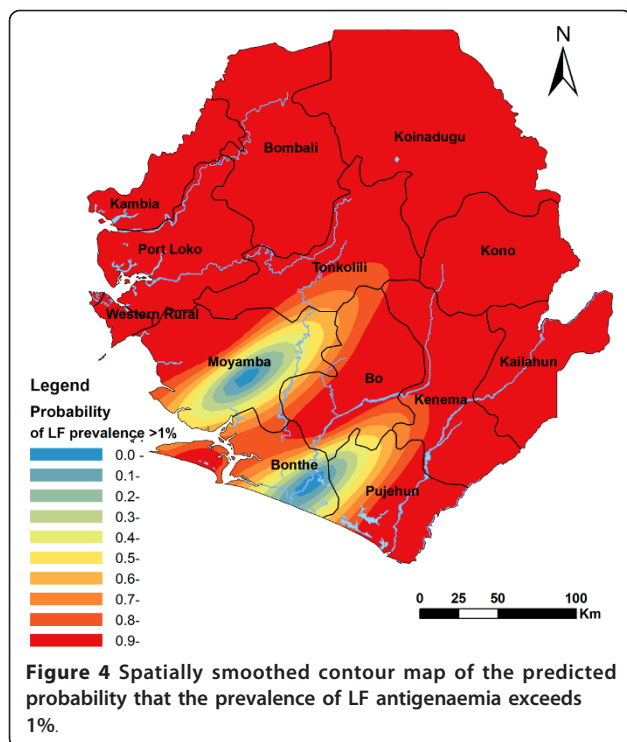 N
Koinadugu
Bombali
Kambia
Kono
Port Loko
Tonkolili
Western Rural
Kailahun
Moyamba
Bo
Kenema
Legend
Probability
of LF prevalence >1%
Bonthe
Pujehun
0.0 -
0.1-
0.2-
0.3-
0.4-
0.5-
0.6-
0.7-
0.8-
0.9-
0 25 50 100
Km
Figure 4 Spatially smoothed contour map of the predicted
probability that the prevalence of LF antigenaemia exceeds
1%.